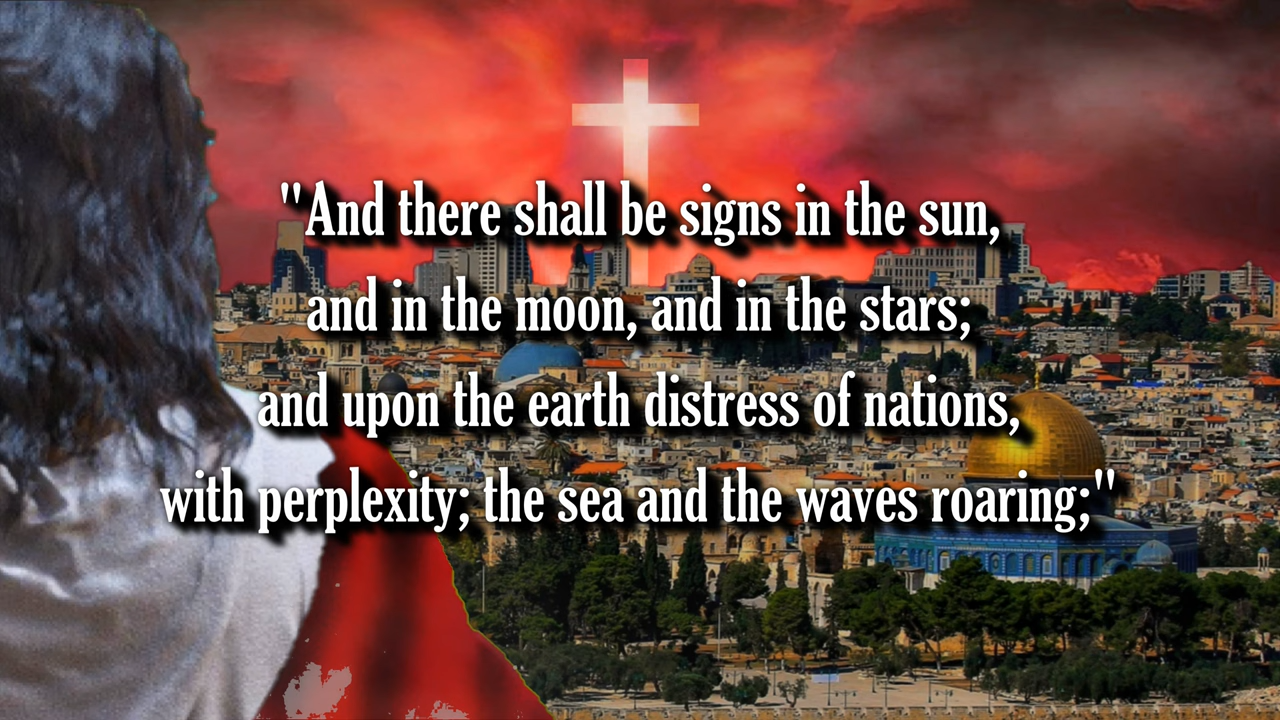 "And there shall be signs in the sun,
and in the moon, and in the stars;
and upon the earth distress of nations,
with perplexity; the sea and the waves roaring;"